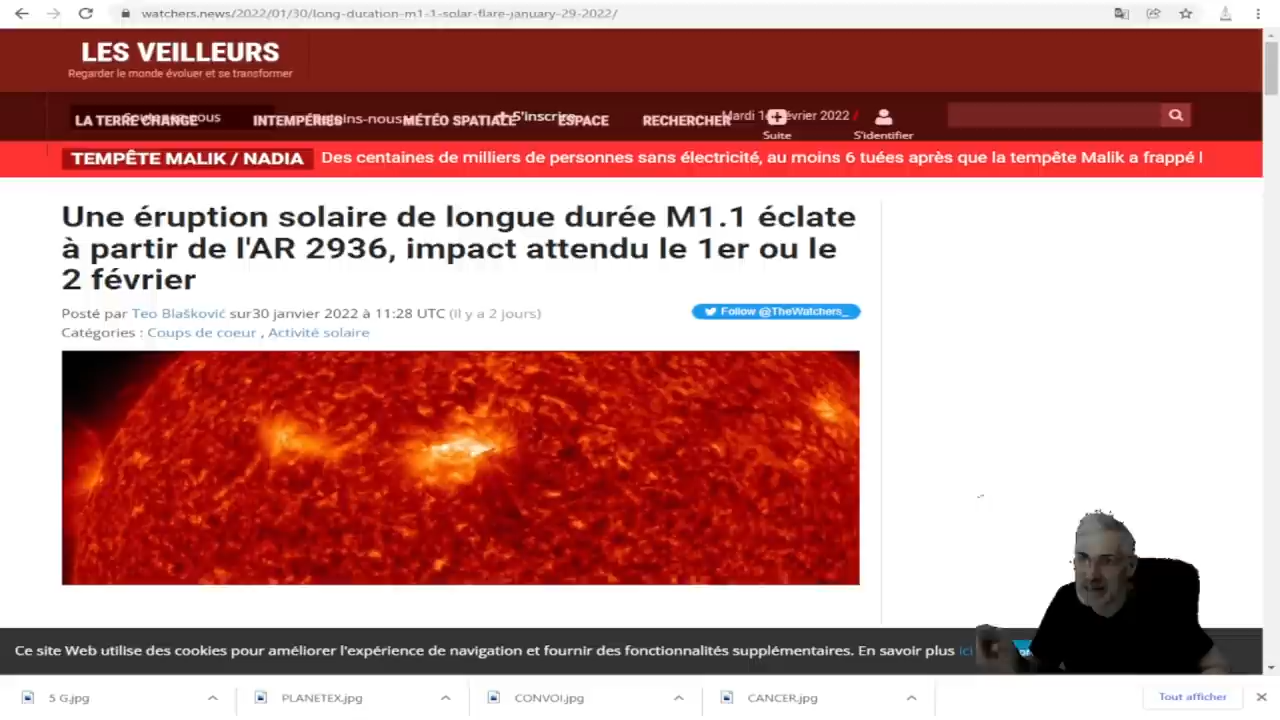 watchers.news/2022/01/30/long-duration-m1-1-solar-flare-january-29-2022/
LES VEILLEURS
Regarder le monde évoluer et se transformer
LA TERRE CHANGE INTEMPÉRIES MÉTÉO SPATIALE S'inscrire ESPACE RECHERCHER
Mardi 1 février 2022 /
Suite S'identifier
TEMPÊTE MALIK / NADIA Des centaines de milliers de personnes sans électricité, au moins 6 tuées après que la tempête Malik a frappé l
Une éruption solaire de longue durée M1.1 éclate
à partir de l'AR 2936, impact attendu le 1er ou le
2 février
Posté par Teo Blašković sur30 janvier 2022 à 11:28 UTC (il y a 2 jours)
Follow @TheWatchers_
Catégories : Coups de coeur , Activité solaire
Ce site Web utilise des cookies pour améliorer l'expérience de navigation et fournir des fonctionnalités supplémentaires. En savoir plus ici
5 G.jpg PLANETEX.jpg CONVOI.jpg CANCER.jpg Tout afficher